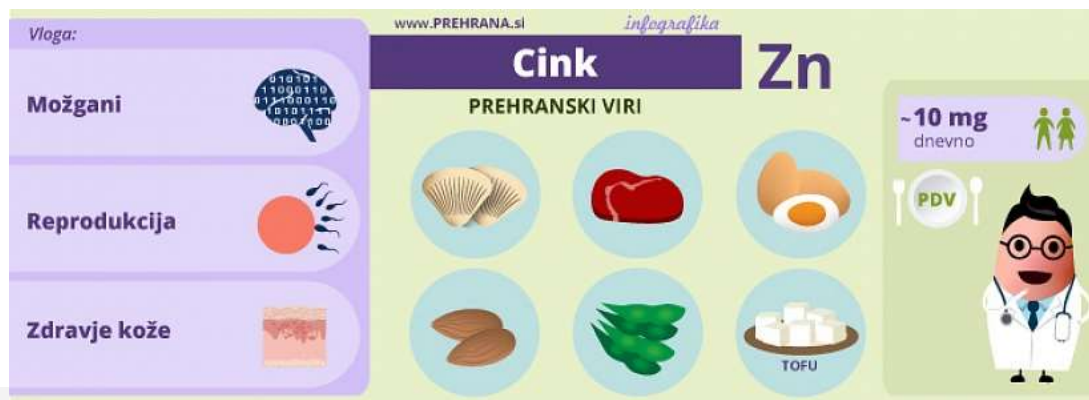 Vloga:
Možgani
Reprodukcija
Zdravje kože
www.PREHRANA.si
infografika
Cink
Zn
PREHRANSKI VIRI
TOFU
~10 mg
dnevno
PDV